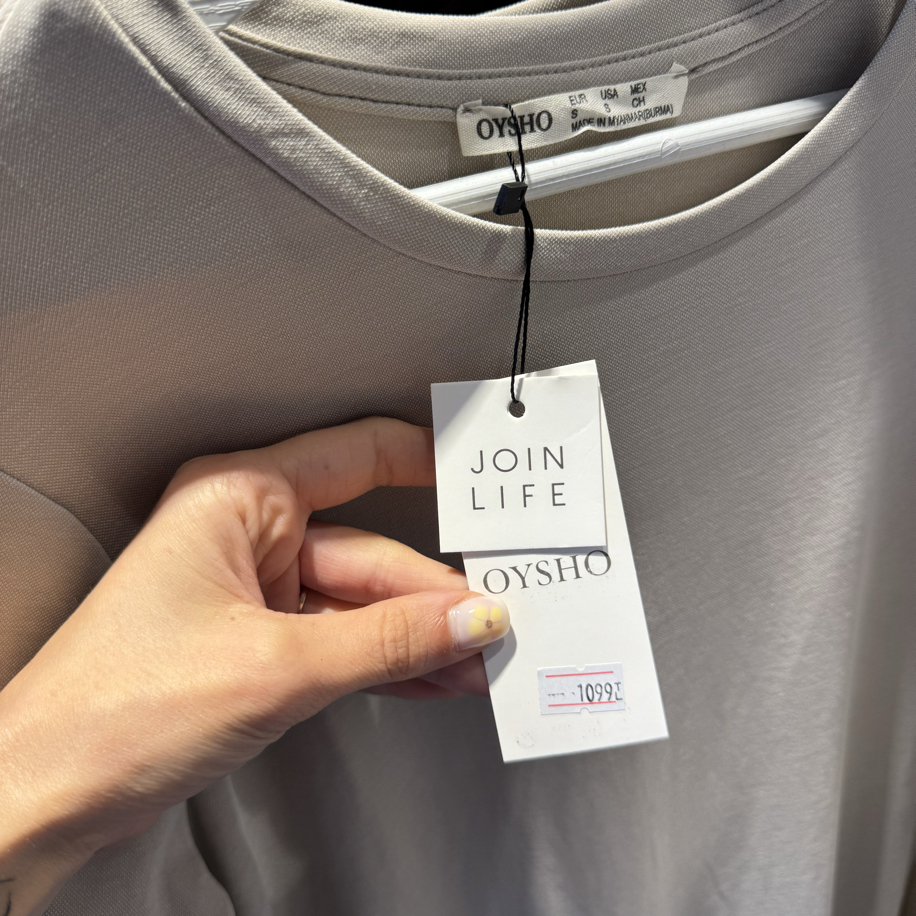 OYSHO
EUR USA MEX
S S CH
MADE IN MYANMAR(BURMA)
JOIN
LIFE
OYSHO
1099